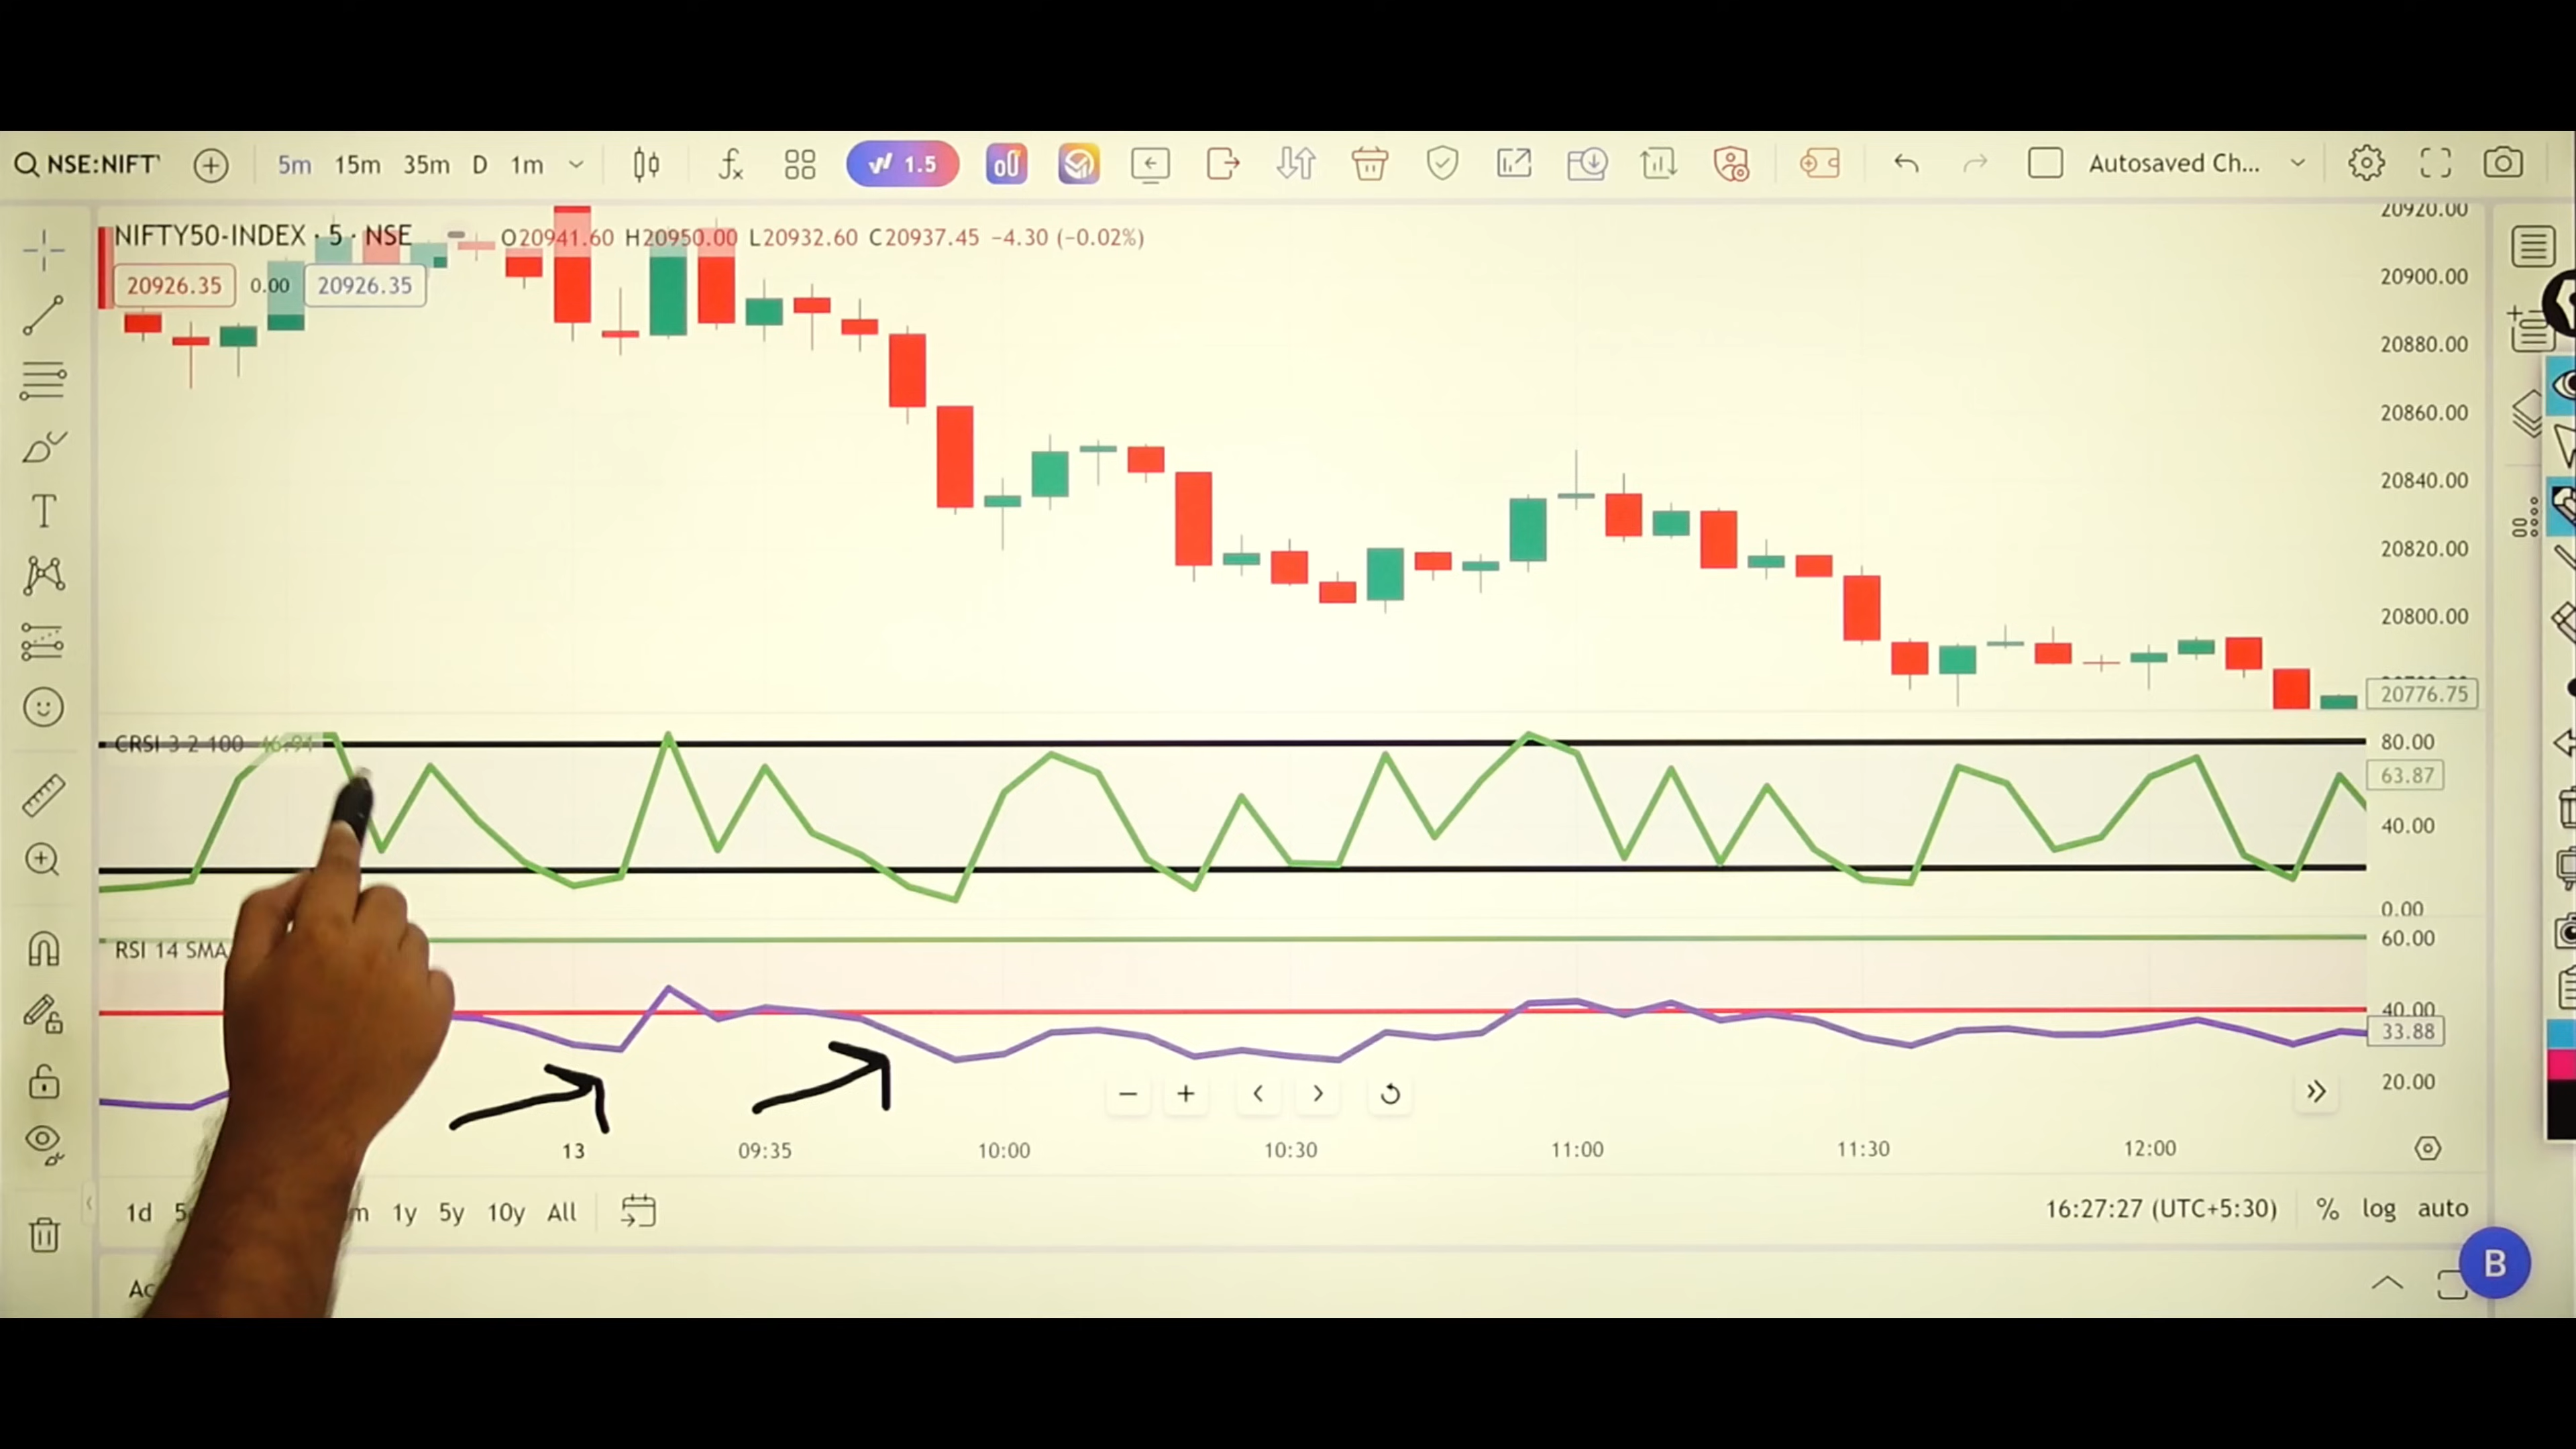 NSE:NIFTY 5m 15m 35m D 1m 1.5 Autosaved Ch...
NIFTY50-INDEX · 5 · NSE O20941.60 H20950.00 L20932.60 C20937.45 −4.30 (−0.02%)
20926.35 0.00 20926.35
20920.00
20900.00
20880.00
20860.00
20840.00
20820.00
20800.00
20776.75
CRSI 3 2 100 46.94
80.00
63.87
40.00
0.00
RSI 14 SMA
60.00
40.00
33.88
20.00
13 09:35 10:00 10:30 11:00 11:30 12:00
1d 1y 5y 10y All 16:27:27 (UTC+5:30) % log auto
B